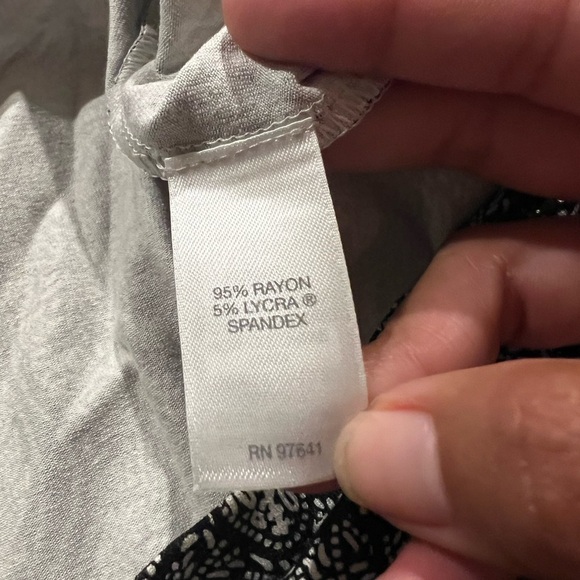 95% RAYON
5% LYCRA ®
SPANDEX
RN 97641